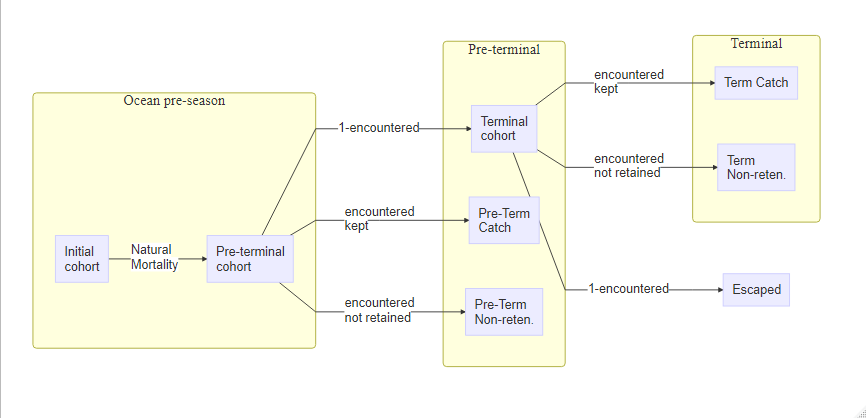 Ocean pre-season
Initial
cohort
Natural
Mortality
Pre-terminal
cohort
1-encountered
encountered
kept
encountered
not retained
Pre-terminal
Terminal
cohort
Pre-Term
Catch
Pre-Term
Non-reten.
encountered
kept
encountered
not retained
1-encountered
Terminal
Term Catch
Term
Non-reten.
Escaped